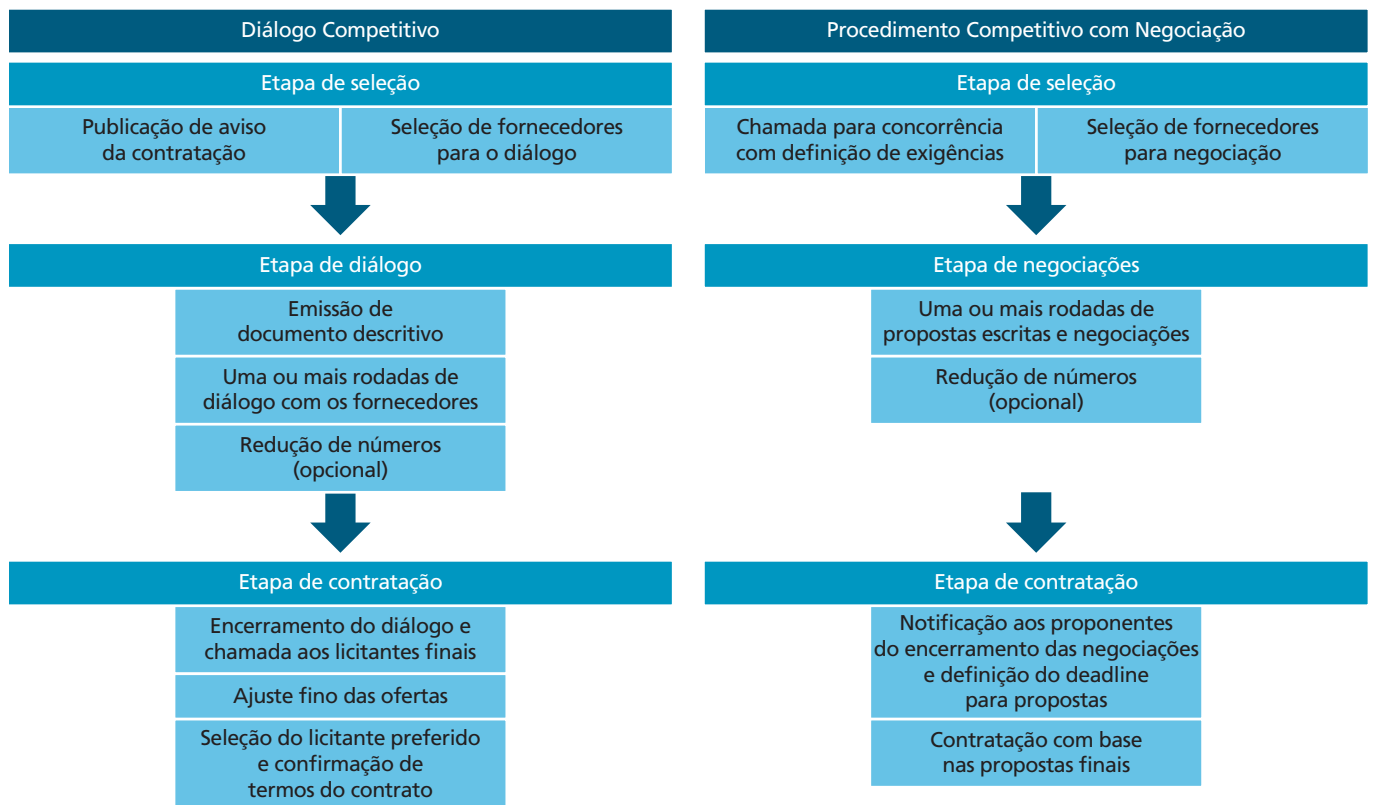 Diálogo Competitivo
Etapa de seleção
Publicação de aviso
da contratação
Seleção de fornecedores
para o diálogo
Etapa de diálogo
Emissão de
documento descritivo
Uma ou mais rodadas de
diálogo com os fornecedores
Redução de números
(opcional)
Etapa de contratação
Encerramento do diálogo e
chamada aos licitantes finais
Ajuste fino das ofertas
Seleção do licitante preferido
e confirmação de
termos do contrato
Procedimento Competitivo com Negociação
Etapa de seleção
Chamada para concorrência
com definição de exigências
Seleção de fornecedores
para negociação
Etapa de negociações
Uma ou mais rodadas de
propostas escritas e negociações
Redução de números
(opcional)
Etapa de contratação
Notificação aos proponentes
do encerramento das negociações
e definição do deadline
para propostas
Contratação com base
nas propostas finais